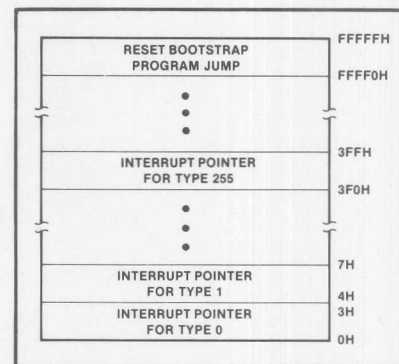 FFFFFH
RESET BOOTSTRAP
PROGRAM JUMP
FFFF0H
3FFH
INTERRUPT POINTER
FOR TYPE 255
3F0H
7H
INTERRUPT POINTER
FOR TYPE 1
4H
3H
INTERRUPT POINTER
FOR TYPE 0
0H